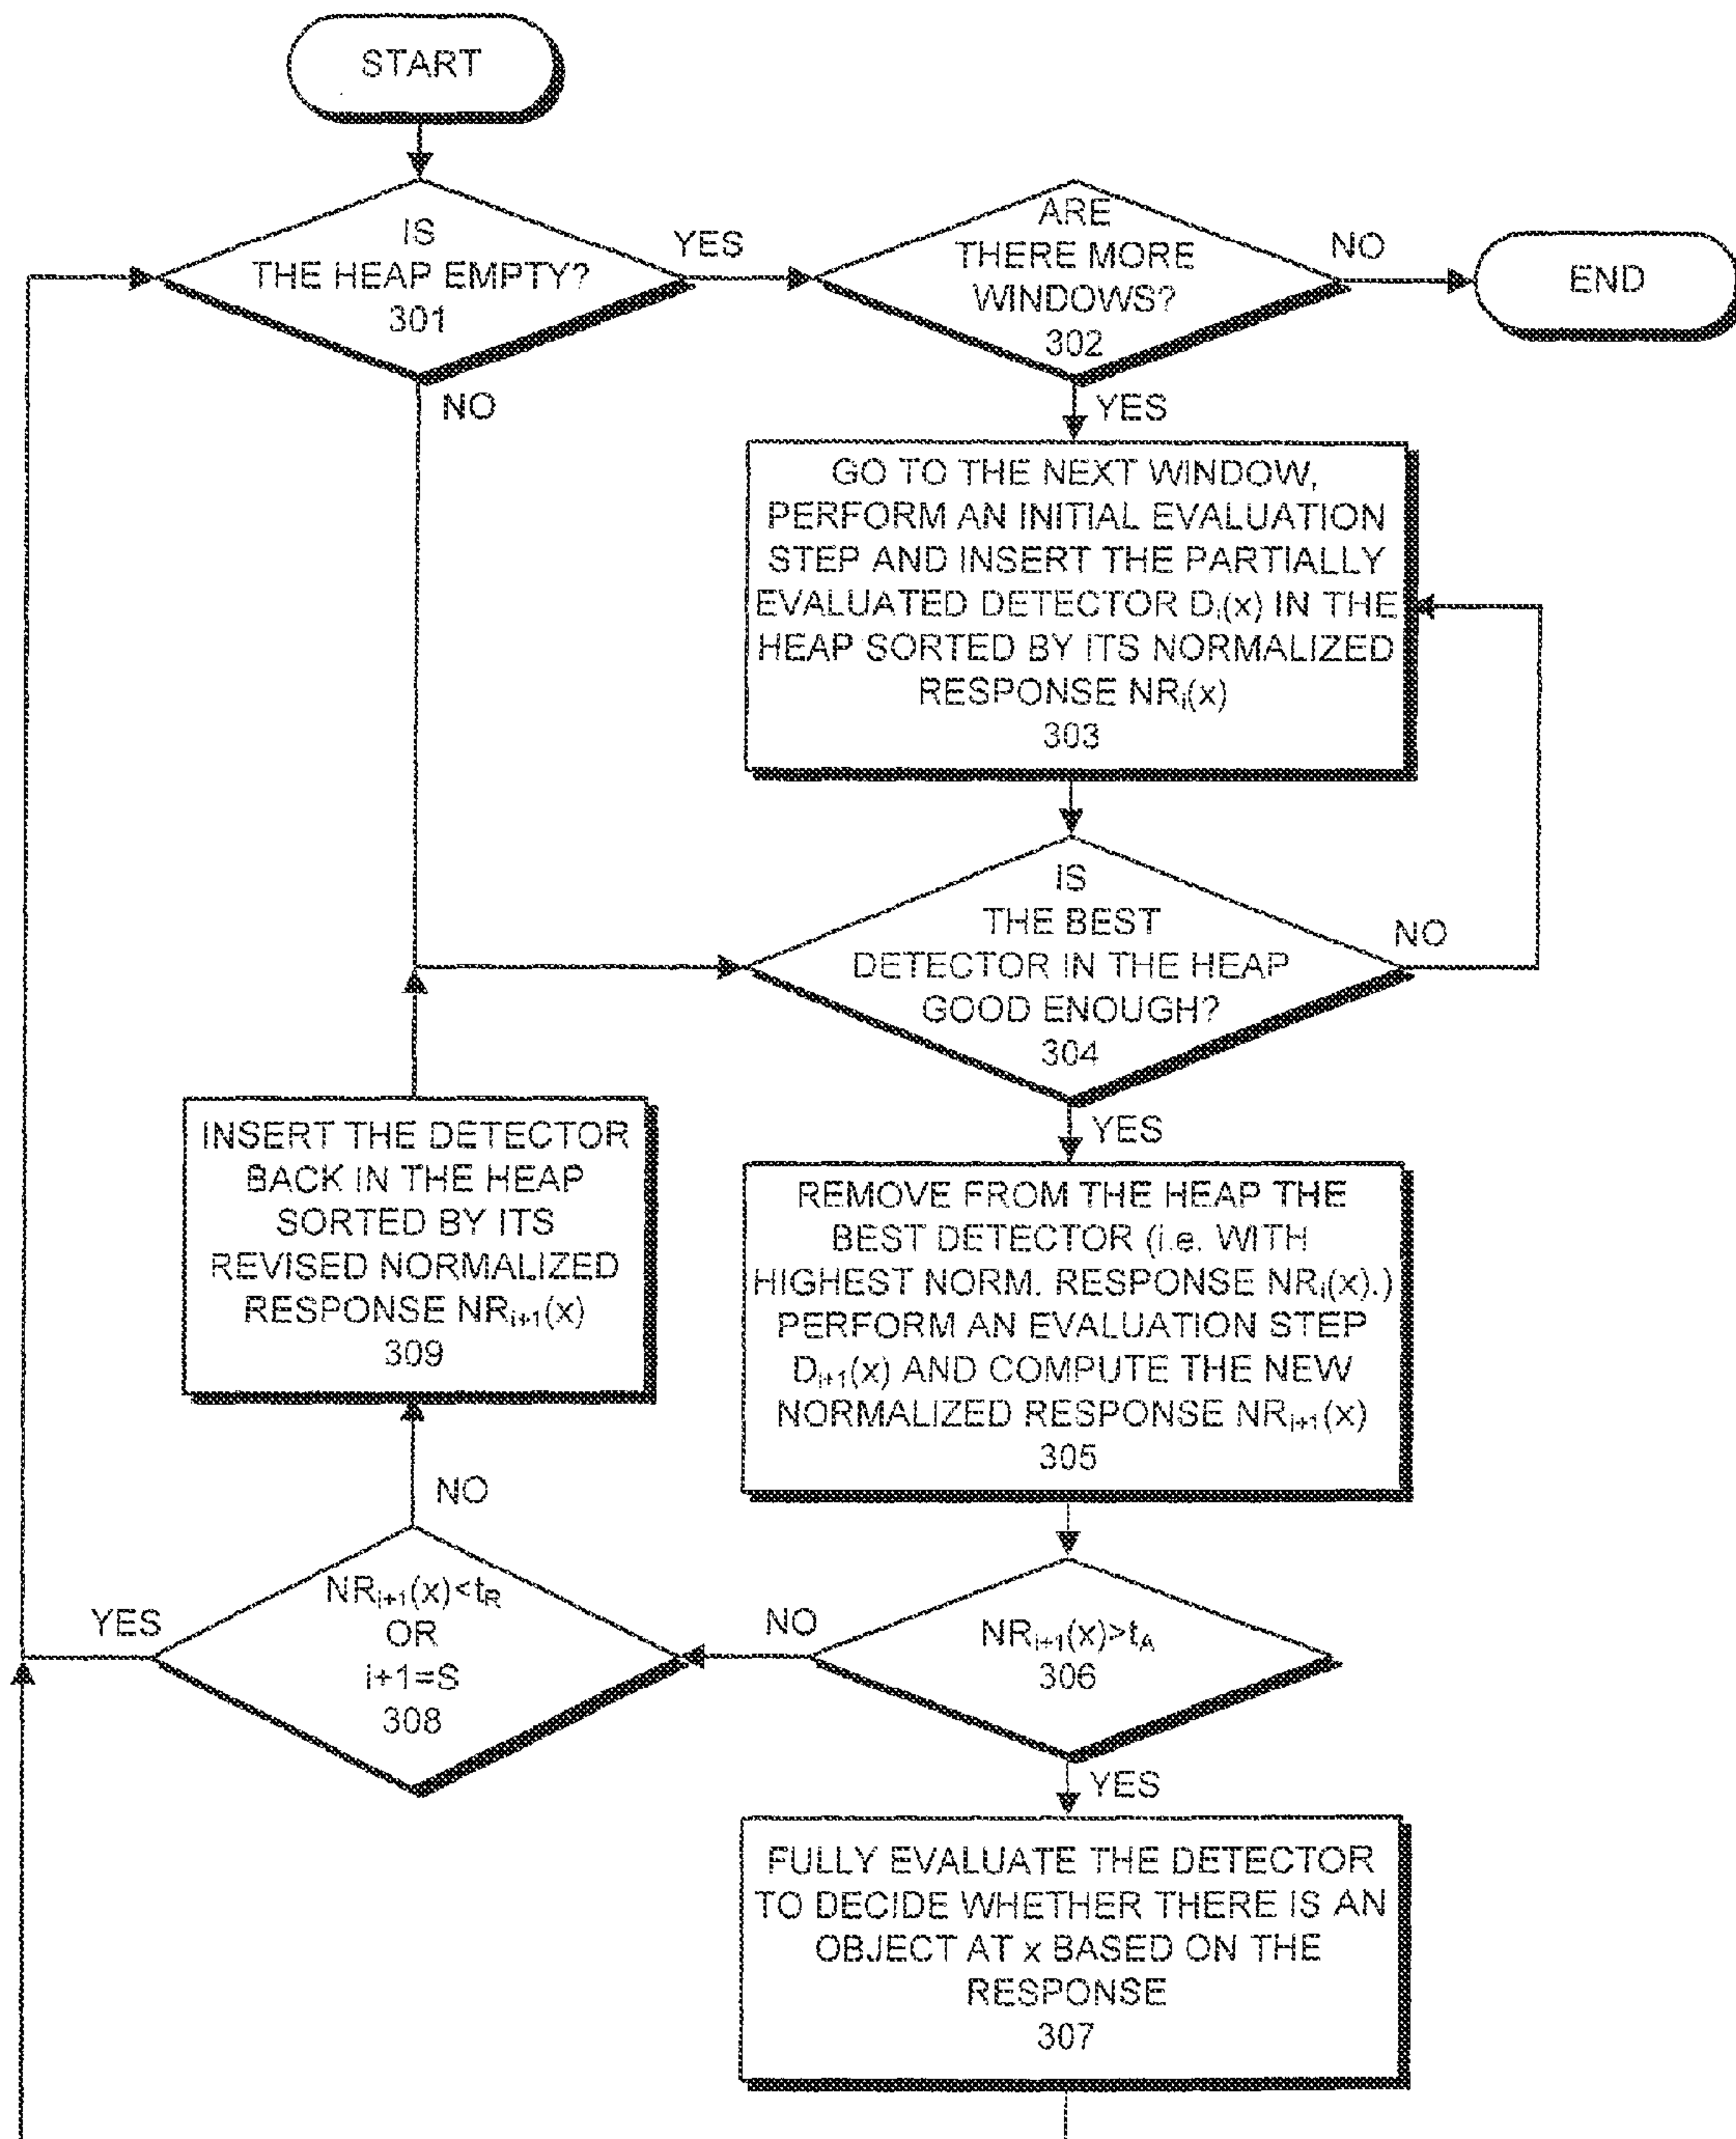 START
IS
THE HEAP EMPTY?
301
YES
NO
ARE
THERE MORE
WINDOWS?
302
NO
END
YES
GO TO THE NEXT WINDOW,
PERFORM AN INITIAL EVALUATION
STEP AND INSERT THE PARTIALLY
EVALUATED DETECTOR Di(x) IN THE
HEAP SORTED BY ITS NORMALIZED
RESPONSE NRi(x)
303
IS
THE BEST
DETECTOR IN THE HEAP
GOOD ENOUGH?
304
NO
YES
INSERT THE DETECTOR
BACK IN THE HEAP
SORTED BY ITS
REVISED NORMALIZED
RESPONSE NRi+1(x)
309
REMOVE FROM THE HEAP THE
BEST DETECTOR (i.e. WITH
HIGHEST NORM. RESPONSE NRi(x).)
PERFORM AN EVALUATION STEP
Di+1(x) AND COMPUTE THE NEW
NORMALIZED RESPONSE NRi+1(x)
305
NO
NRi+1(x)<tR
OR
i+1=S
308
YES
NO
NRi+1(x)>tA
306
YES
FULLY EVALUATE THE DETECTOR
TO DECIDE WHETHER THERE IS AN
OBJECT AT x BASED ON THE
RESPONSE
307